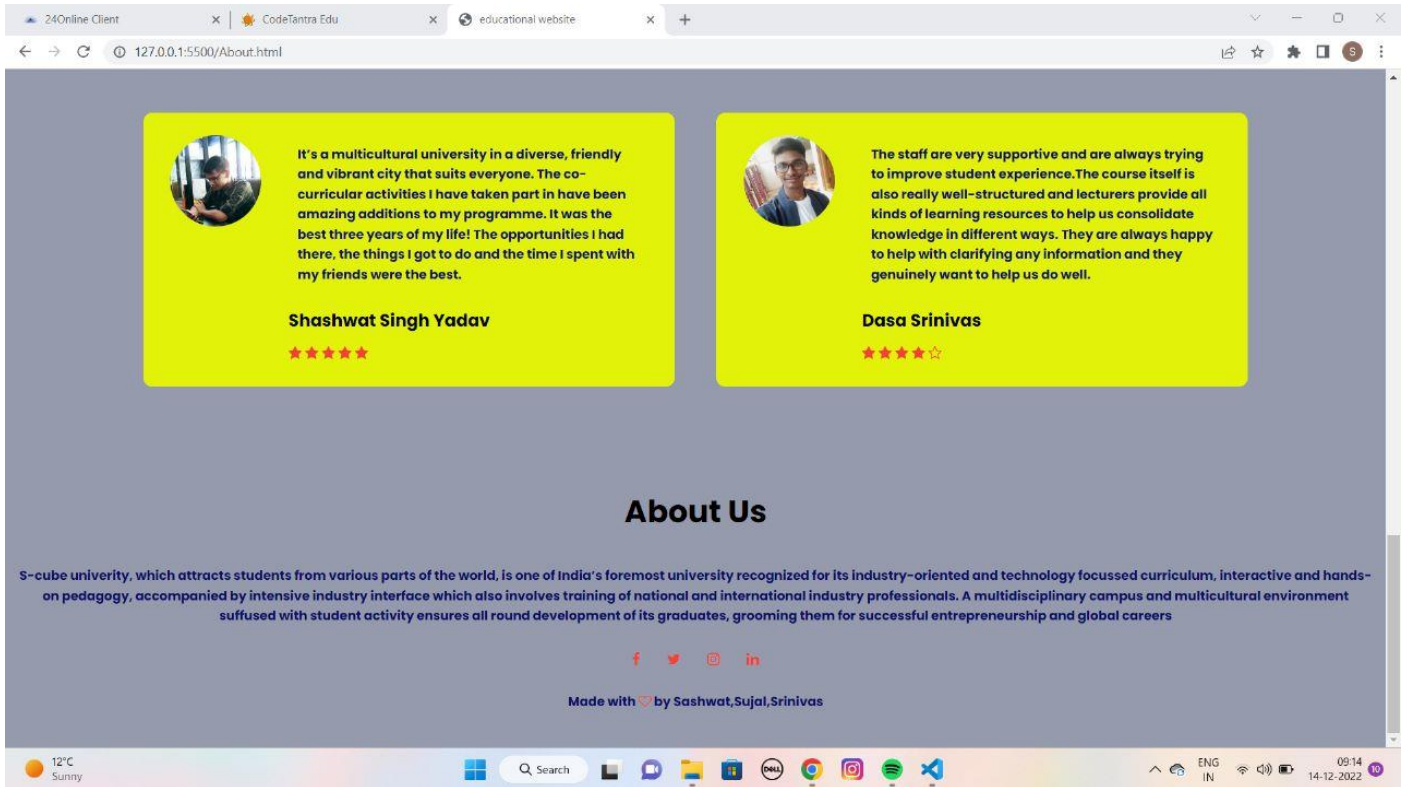 24Online Client
CodeTantra Edu
educational website
127.0.0.1:5500/About.html
S
It's a multicultural university in a diverse, friendly
and vibrant city that suits everyone. The co-
curricular activities I have taken part in have been
amazing additions to my programme. It was the
best three years of my life! The opportunities I had
there, the things I got to do and the time I spent with
my friends were the best.
Shashwat Singh Yadav
The staff are very supportive and are always trying
to improve student experience.The course itself is
also really well-structured and lecturers provide all
kinds of learning resources to help us consolidate
knowledge in different ways. They are always happy
to help with clarifying any information and they
genuinely want to help us do well.
Dasa Srinivas
About Us
S-cube univerity, which attracts students from various parts of the world, is one of India's foremost university recognized for its industry-oriented and technology focussed curriculum, interactive and hands-
on pedagogy, accompanied by intensive industry interface which also involves training of national and international industry professionals. A multidisciplinary campus and multicultural environment
suffused with student activity ensures all round development of its graduates, grooming them for successful entrepreneurship and global careers
Made with ♡ by Sashwat,Sujal,Srinivas
12°C
Sunny
Search
DELL
ENG
IN
09:14
14-12-2022
10